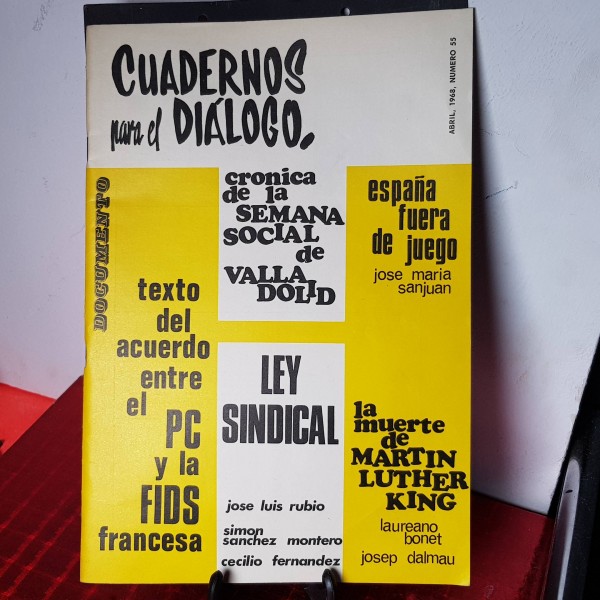 CUADERNOS
para el DIÁLOGO.
ABRIL, 1968, NUMERO 55
DOCUMENTO
texto
del
acuerdo
entre
el
PC
y la
FIDS
francesa
cronica
de la
SEMANA
SOCIAL
de
VALLA
DOLID
LEY
SINDICAL
jose luis rubio
simon
sanchez montero
cecilio fernandez
españa
fuera
de juego
jose maria
sanjuan
la
muerte
de
MARTIN
LUTHER
KING
laureano
bonet
josep dalmau